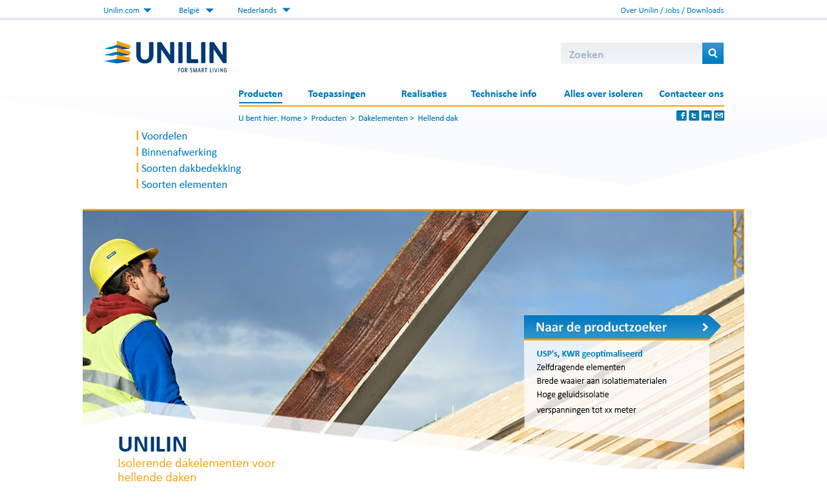 Unilin.com België Nederlands Over Unilin / Jobs / Downloads
UNILIN
FOR SMART LIVING
Zoeken
Producten Toepassingen Realisaties Technische info Alles over isoleren Contacteer ons
U bent hier: Home > Producten > Dakelementen > Hellend dak
Voordelen
Binnenafwerking
Soorten dakbedekking
Soorten elementen
Naar de productzoeker
USP's, KWR geoptimaliseerd
Zelfdragende elementen
Brede waaier aan isolatiematerialen
Hoge geluidsisolatie
verspanningen tot xx meter
UNILIN
Isolerende dakelementen voor
hellende daken